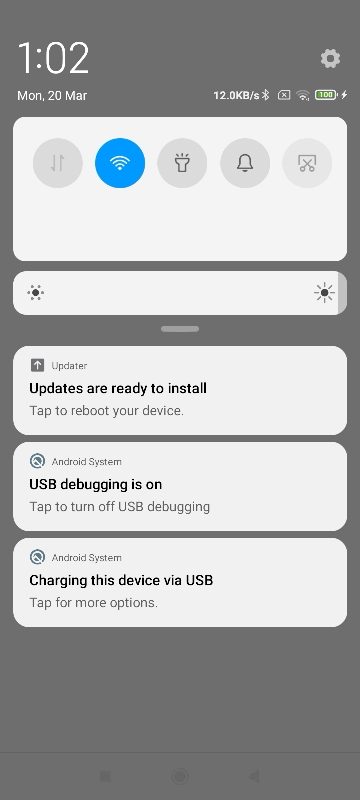 1:02
Mon, 20 Mar
12.0KB/s
100
Updater
Updates are ready to install
Tap to reboot your device.
Android System
USB debugging is on
Tap to turn off USB debugging
Android System
Charging this device via USB
Tap for more options.